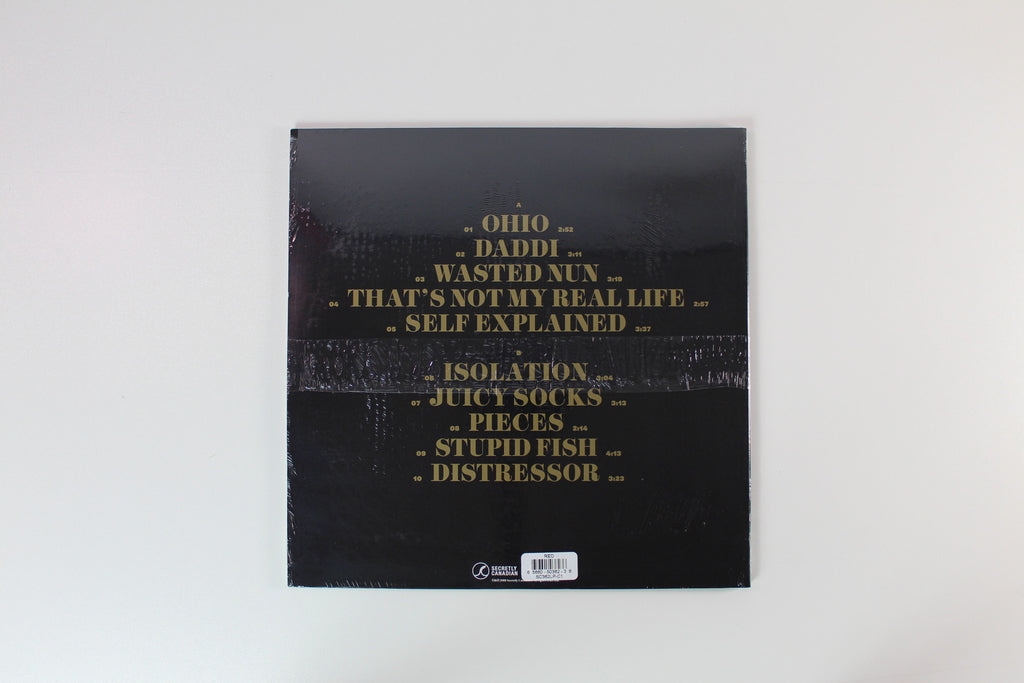 A
01 OHIO 2:52
02 DADDI 3:11
03 WASTED NUN 3:19
04 THAT'S NOT MY REAL LIFE 2:57
05 SELF EXPLAINED 3:37
B
06 ISOLATION
07 JUICY SOCKS 3:13
08 PIECES 2:14
09 STUPID FISH 4:13
10 DISTRESSOR 3:23
SECRETLY
CANADIAN
RED
SC362LP-C1